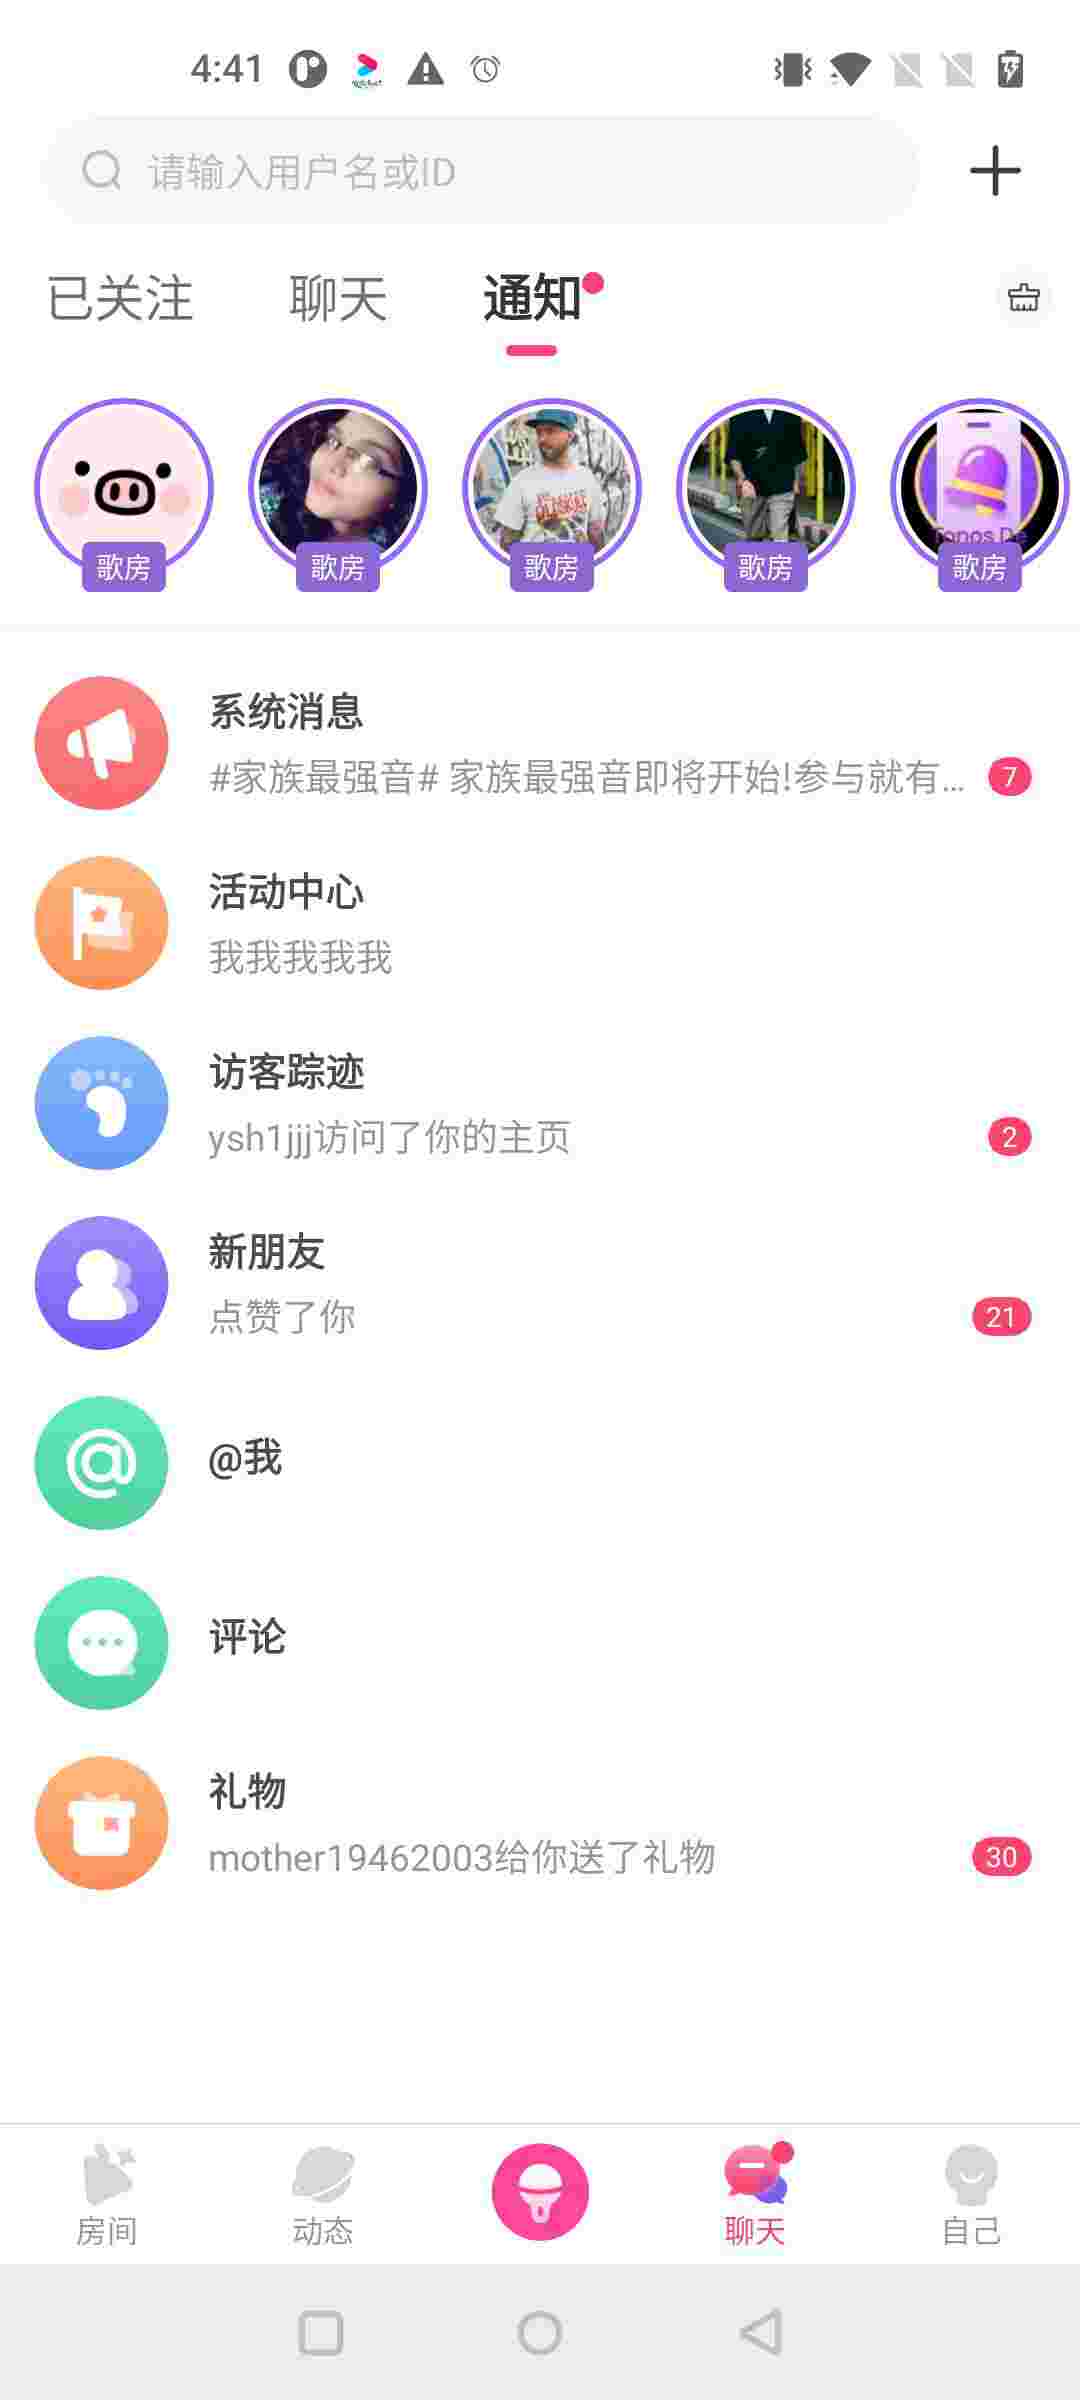 4:41
请输入用户名或ID
已关注 聊天 通知
歌房 歌房 歌房 歌房 歌房
系统消息
#家族最强音# 家族最强音即将开始!参与就有...
7
活动中心
我我我我我
访客踪迹
ysh1jjj访问了你的主页
2
新朋友
点赞了你
21
@我
评论
礼物
mother19462003给你送了礼物
30
房间 动态 聊天 自己